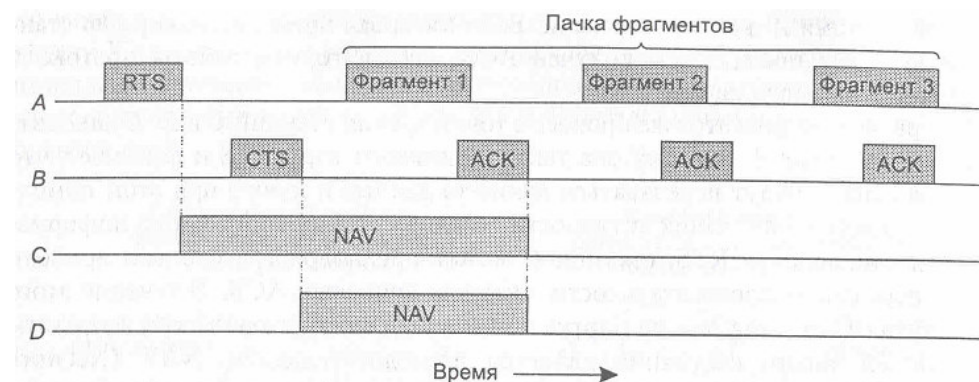 Пачка фрагментов
RTS
Фрагмент 1
Фрагмент 2
Фрагмент 3
A
CTS
ACK
ACK
ACK
B
NAV
C
NAV
D
Время